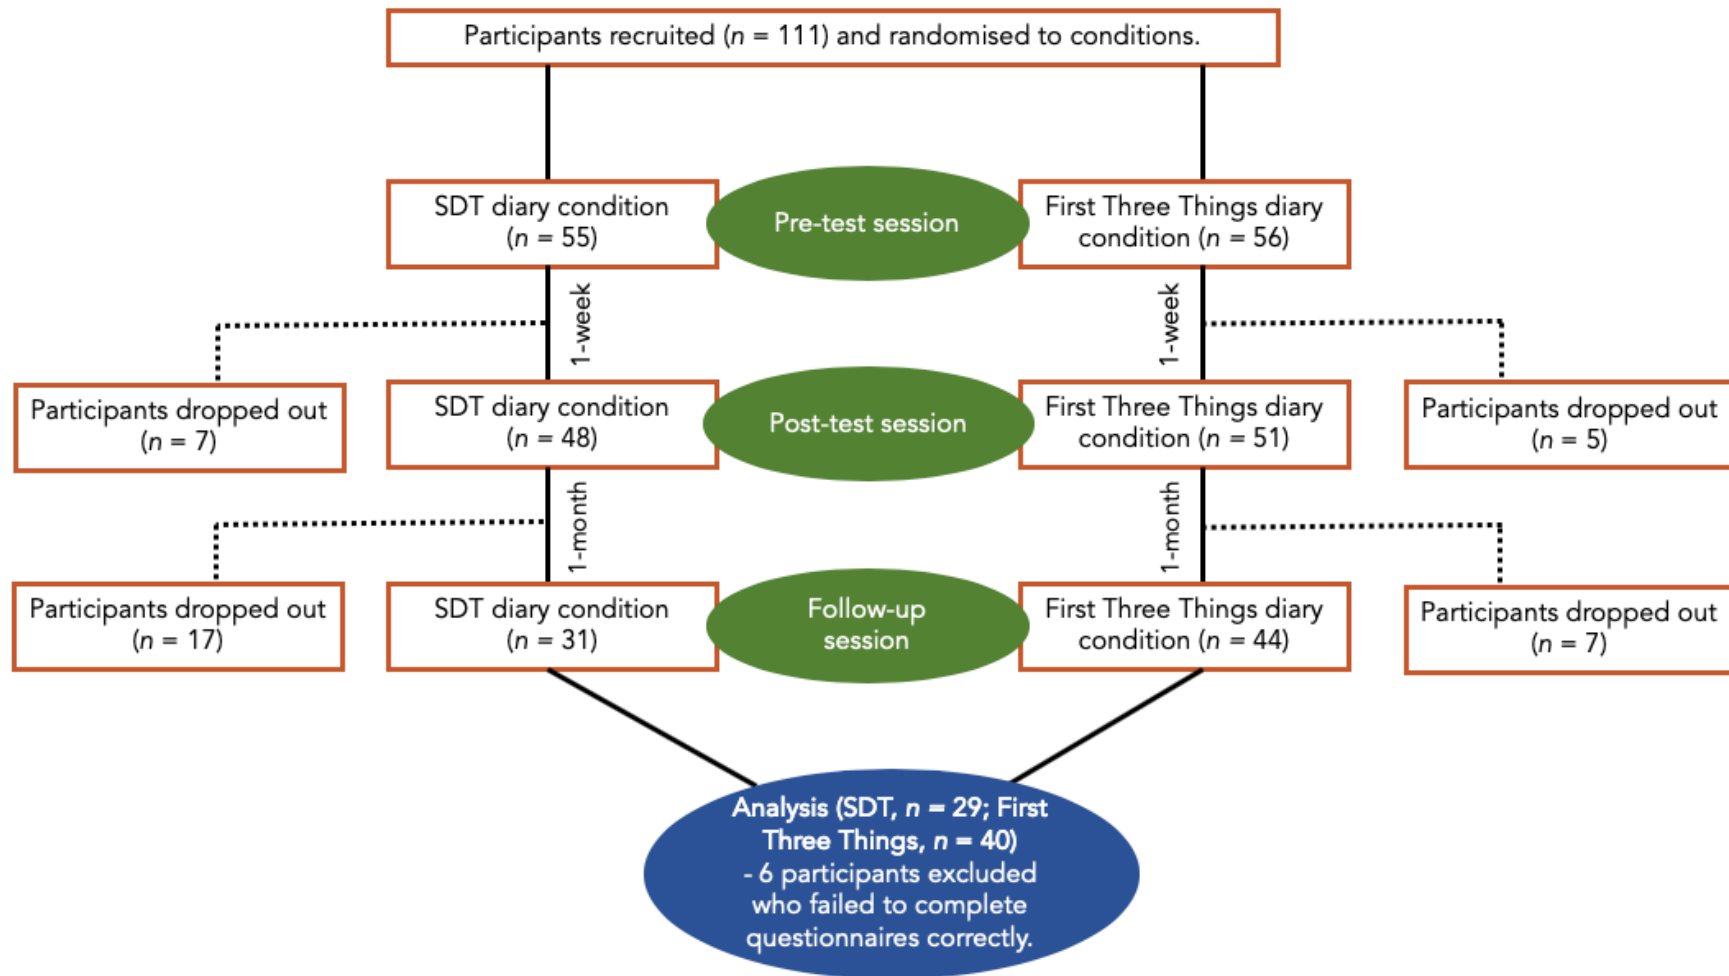 Participants recruited (n = 111) and randomised to conditions.
SDT diary condition
(n = 55)
Pre-test session
First Three Things diary
condition (n = 56)
1-week
1-week
Participants dropped out
(n = 7)
SDT diary condition
(n = 48)
Post-test session
First Three Things diary
condition (n = 51)
Participants dropped out
(n = 5)
1-month
1-month
Participants dropped out
(n = 17)
SDT diary condition
(n = 31)
Follow-up
session
First Three Things diary
condition (n = 44)
Participants dropped out
(n = 7)
Analysis (SDT, n = 29; First
Three Things, n = 40)
- 6 participants excluded
who failed to complete
questionnaires correctly.